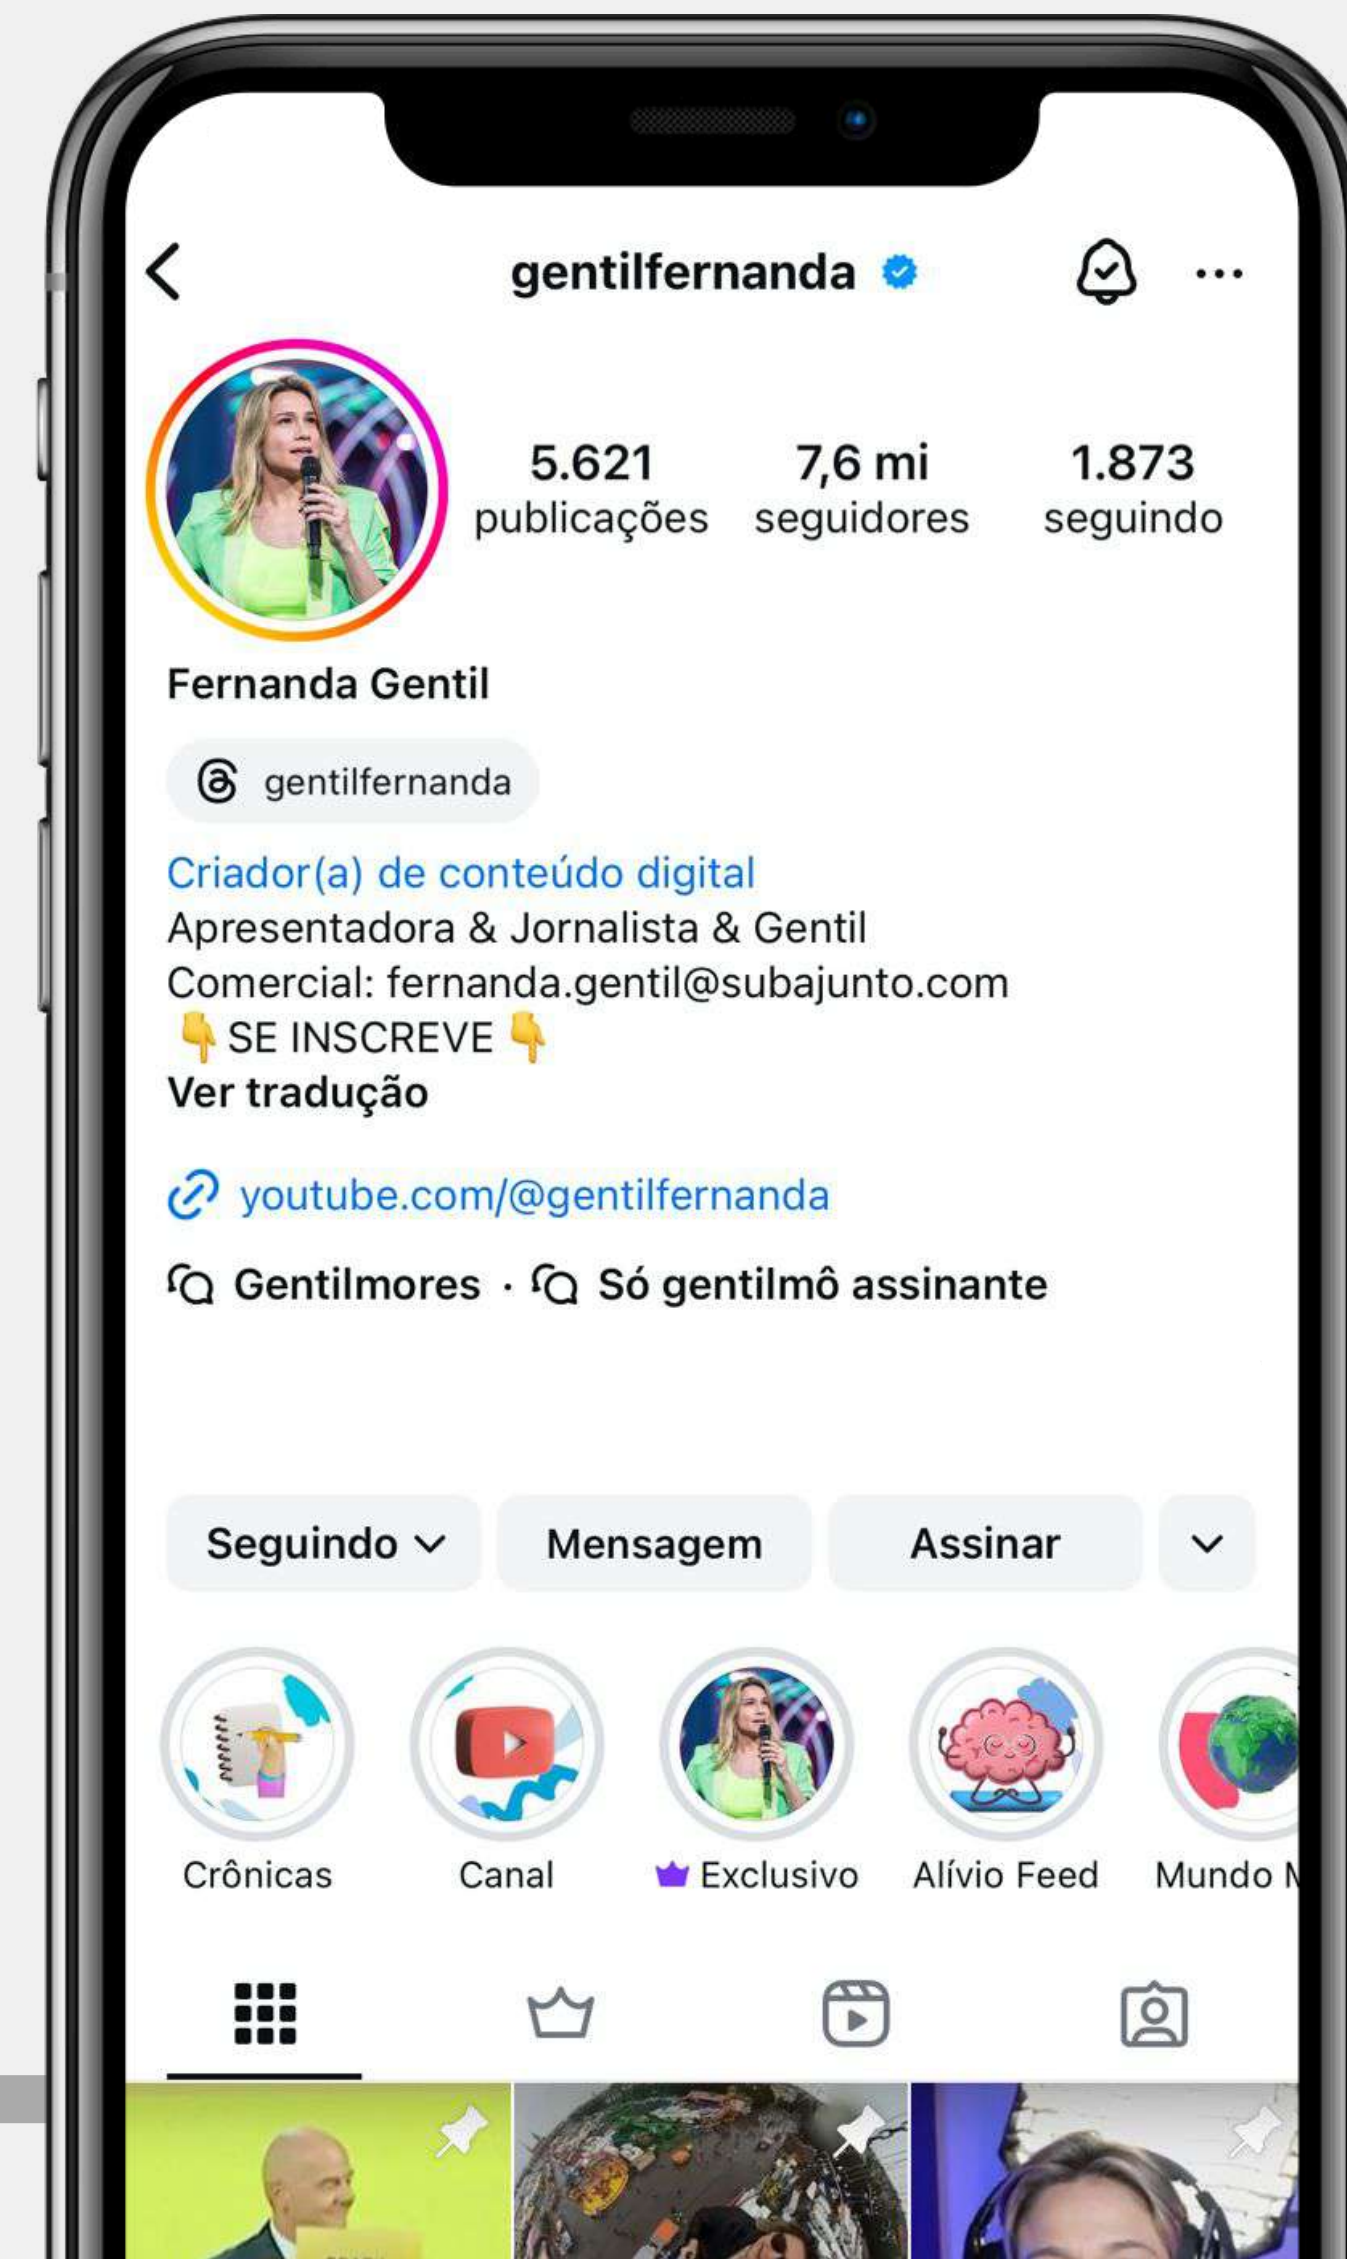 gentilfernanda
5.621 7,6 mi 1.873
publicações seguidores seguindo
Fernanda Gentil
gentilfernanda
Criador(a) de conteúdo digital
Apresentadora & Jornalista & Gentil
Comercial: fernanda.gentil@subajunto.com
👇 SE INSCREVE 👇
Ver tradução
youtube.com/@gentilfernanda
Gentilmores · Só gentilmô assinante
Seguindo Mensagem Assinar
Crônicas Canal Exclusivo Alívio Feed Mundo